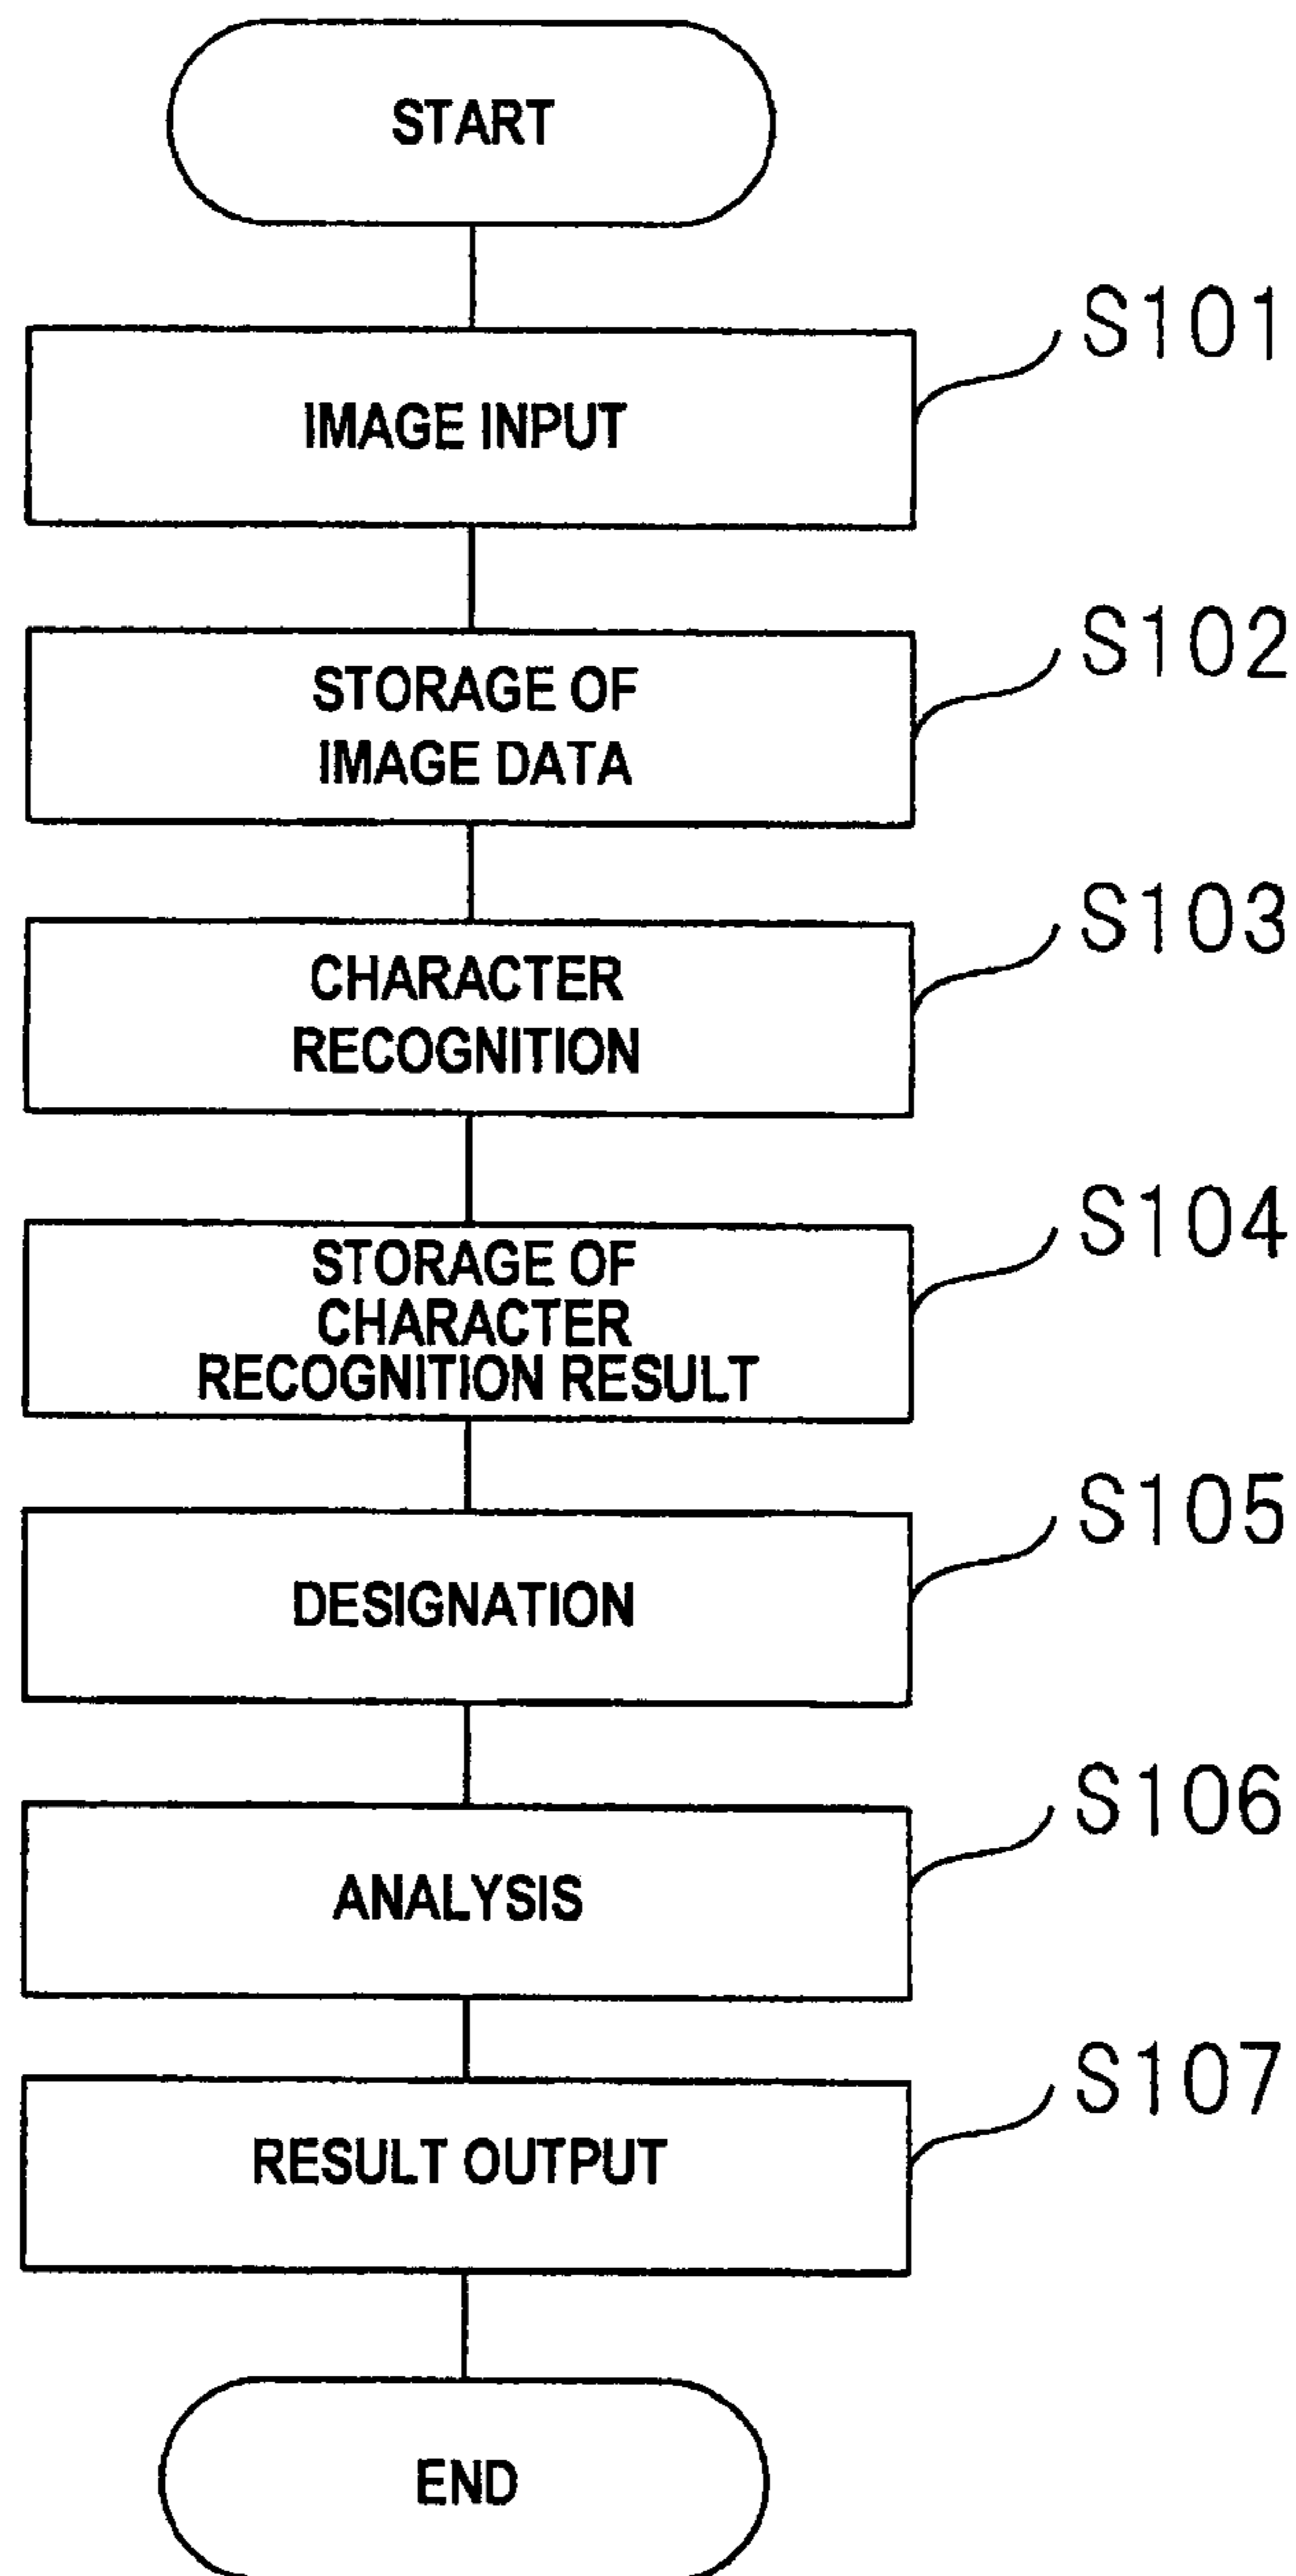 START
S101
IMAGE INPUT
S102
STORAGE OF
IMAGE DATA
S103
CHARACTER
RECOGNITION
S104
STORAGE OF
CHARACTER
RECOGNITION RESULT
S105
DESIGNATION
S106
ANALYSIS
S107
RESULT OUTPUT
END